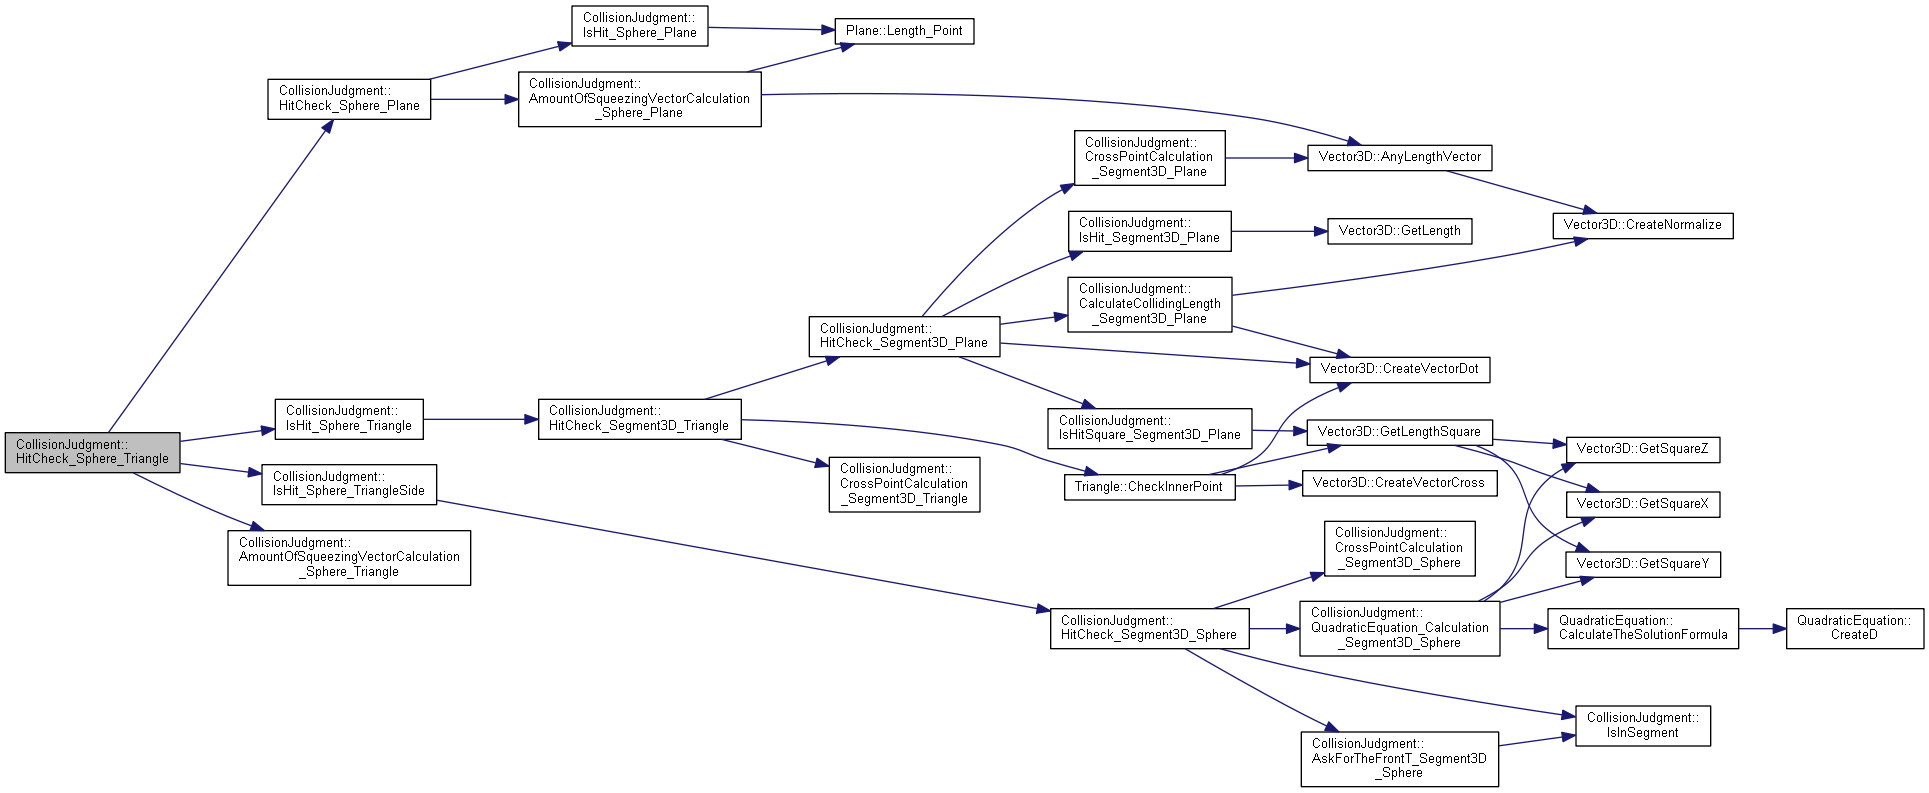 CollisionJudgment::
HitCheck_Sphere_Triangle
CollisionJudgment::
HitCheck_Sphere_Plane
CollisionJudgment::
IsHit_Sphere_Plane
Plane::Length_Point
CollisionJudgment::
AmountOfSqueezingVectorCalculation
_Sphere_Plane
CollisionJudgment::
IsHit_Sphere_Triangle
CollisionJudgment::
IsHit_Sphere_TriangleSide
CollisionJudgment::
AmountOfSqueezingVectorCalculation
_Sphere_Triangle
CollisionJudgment::
HitCheck_Segment3D_Triangle
CollisionJudgment::
HitCheck_Segment3D_Plane
CollisionJudgment::
CrossPointCalculation
_Segment3D_Triangle
CollisionJudgment::
CrossPointCalculation
_Segment3D_Plane
CollisionJudgment::
IsHit_Segment3D_Plane
CollisionJudgment::
CalculateCollidingLength
_Segment3D_Plane
CollisionJudgment::
IsHitSquare_Segment3D_Plane
Triangle::CheckInnerPoint
CollisionJudgment::
HitCheck_Segment3D_Sphere
Vector3D::AnyLengthVector
Vector3D::GetLength
Vector3D::CreateNormalize
Vector3D::CreateVectorDot
Vector3D::GetLengthSquare
Vector3D::CreateVectorCross
Vector3D::GetSquareZ
Vector3D::GetSquareX
Vector3D::GetSquareY
CollisionJudgment::
CrossPointCalculation
_Segment3D_Sphere
CollisionJudgment::
QuadraticEquation_Calculation
_Segment3D_Sphere
QuadraticEquation::
CalculateTheSolutionFormula
QuadraticEquation::
CreateD
CollisionJudgment::
IsInSegment
CollisionJudgment::
AskForTheFrontT_Segment3D
_Sphere